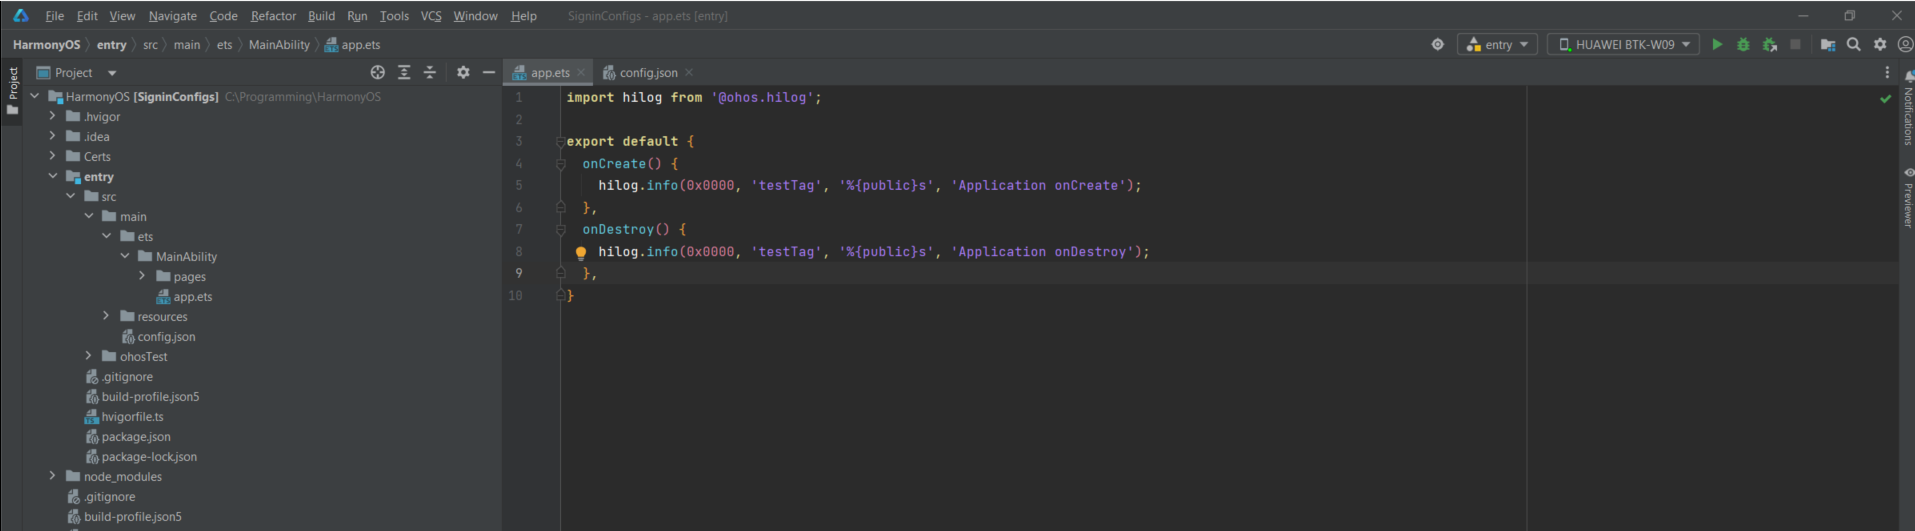 File Edit View Navigate Code Refactor Build Run Tools VCS Window Help SigninConfigs - app.ets [entry]
HarmonyOS entry src main ets MainAbility app.ets entry HUAWEI BTK-W09
Project Project app.ets config.json
HarmonyOS [SigninConfigs] C:\Programming\HarmonyOS
.hvigor
.idea
Certs
entry
src
main
ets
MainAbility
pages
app.ets
resources
config.json
ohosTest
.gitignore
build-profile.json5
hvigorfile.ts
package.json
package-lock.json
node_modules
.gitignore
build-profile.json5
1 import hilog from '@ohos.hilog';
2
3 export default {
4 onCreate() {
5 hilog.info(0x0000, 'testTag', '%{public}s', 'Application onCreate');
6 },
7 onDestroy() {
8 hilog.info(0x0000, 'testTag', '%{public}s', 'Application onDestroy');
9 },
10 }
Notifications
Previewer